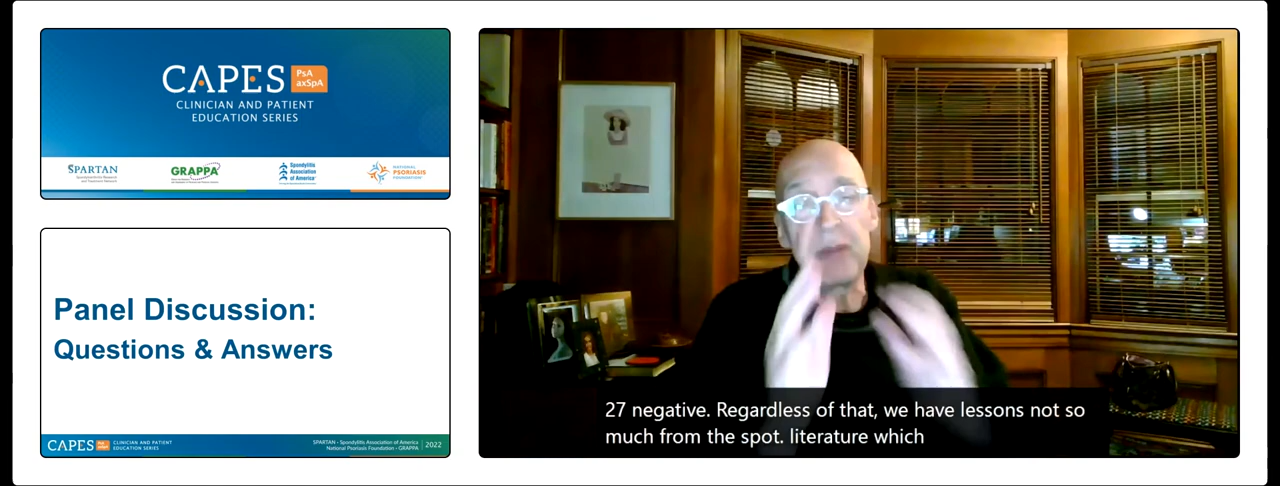 CAPES PsA
axSpA
CLINICIAN AND PATIENT
EDUCATION SERIES
SPARTAN
GRAPPA
Spondylitis
Association
of America
NATIONAL
PSORIASIS
FOUNDATION
Panel Discussion:
Questions & Answers
CAPES
CLINICIAN AND PATIENT
EDUCATION SERIES
SPARTAN - Spondylitis Association of America
National Psoriasis Foundation - GRAPPA
2022
27 negative. Regardless of that, we have lessons not so
much from the spot. literature which